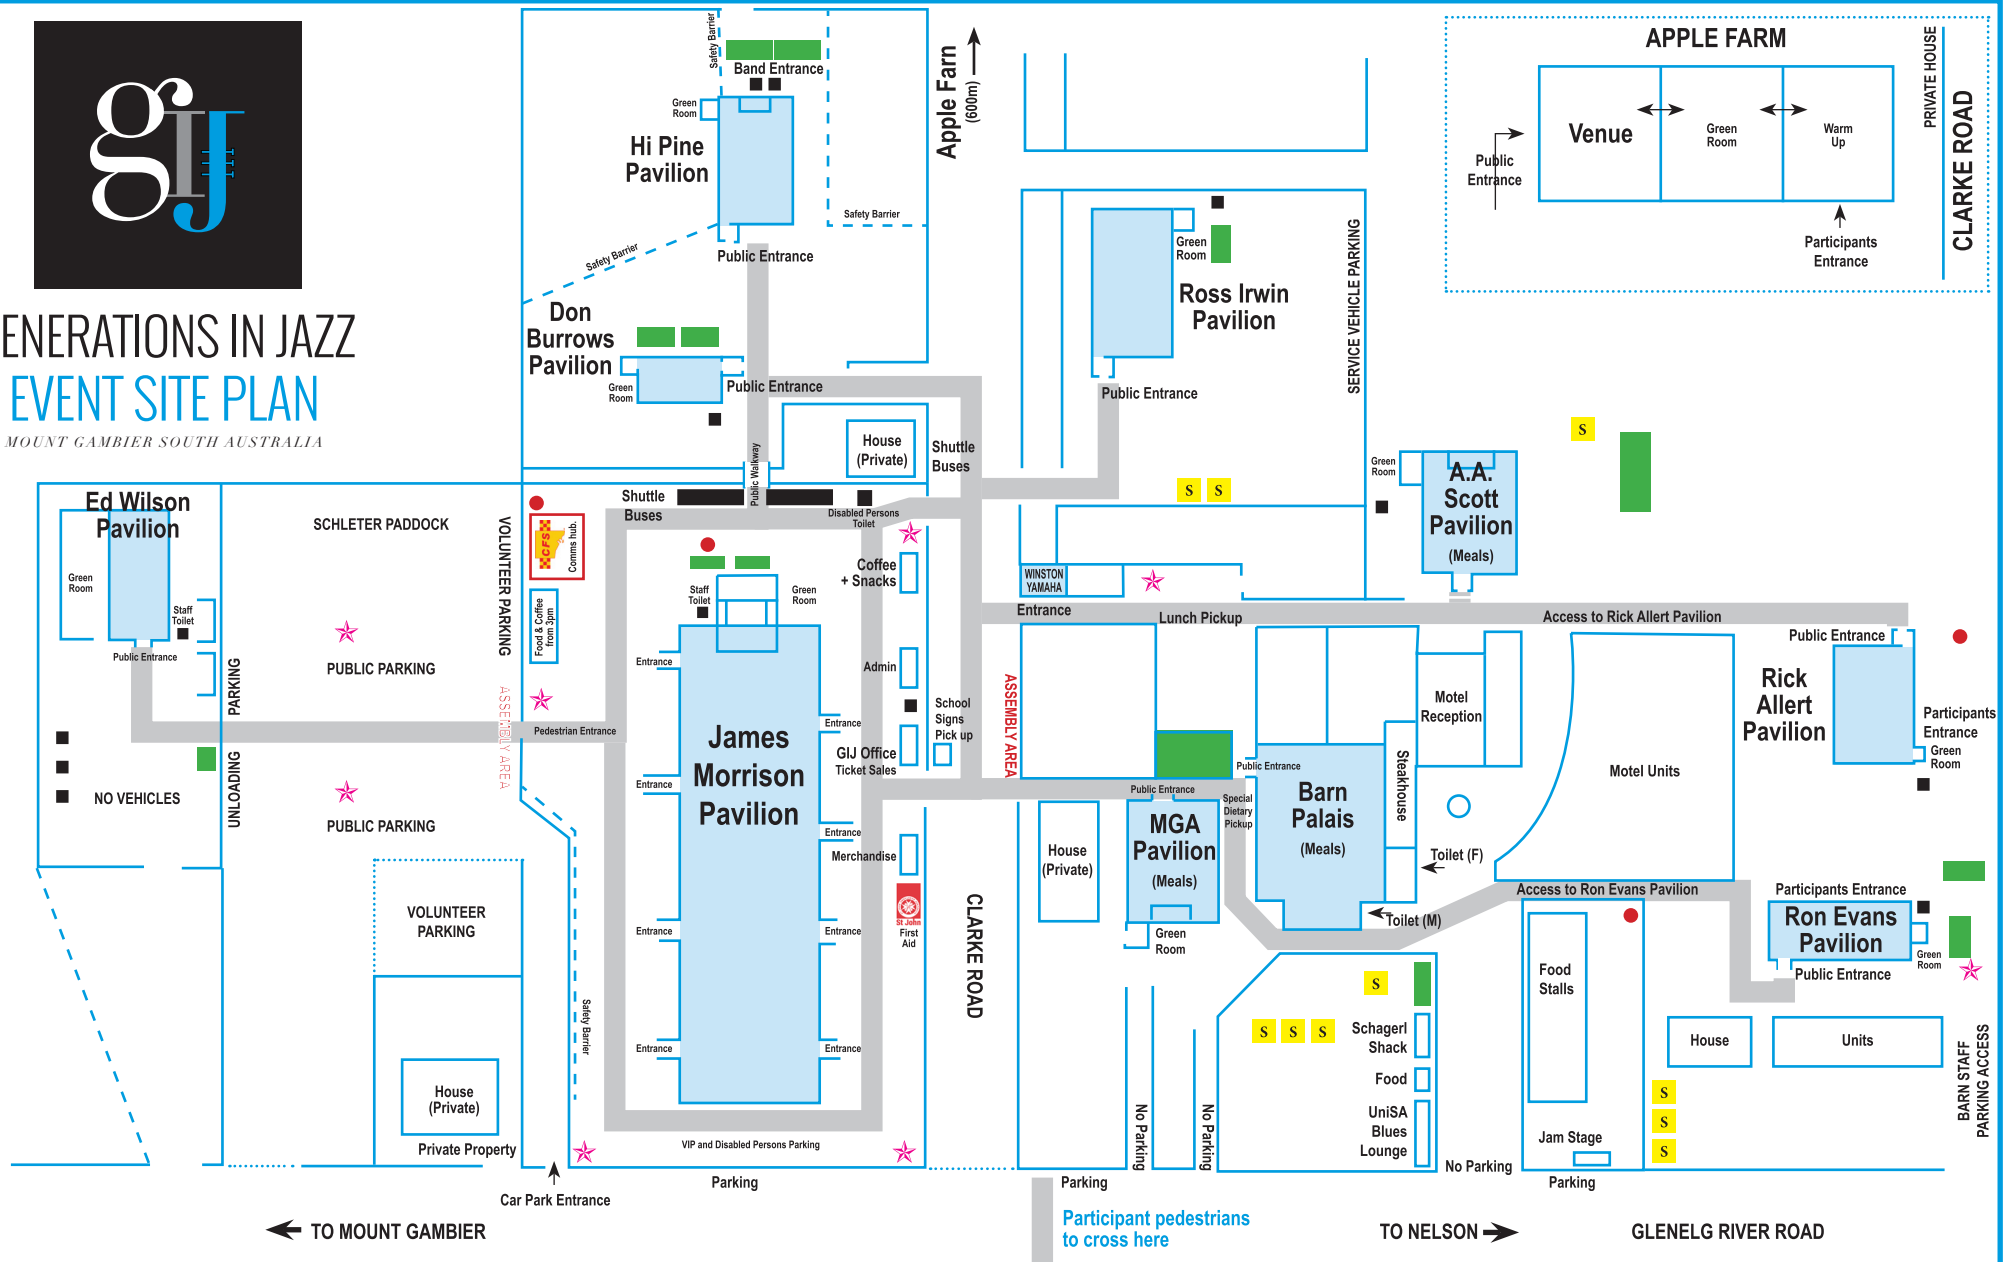 gIJ
ENERATIONS IN JAZZ
EVENT SITE PLAN
MOUNT GAMBIER SOUTH AUSTRALIA
Safety Barrier
Band Entrance
Green
Room
Hi Pine
Pavilion
Safety Barrier
Safety Barrier
Public Entrance
Apple Farn
(600m)
Don
Burrows
Pavilion
Green
Room
Public Entrance
House
(Private)
Shuttle
Buses
Public Walkway
Shuttle
Buses
Disabled Persons
Toilet
Green
Room
Ross Irwin
Pavilion
Public Entrance
SERVICE VEHICLE PARKING
APPLE FARM
Venue
Green
Room
Warm
Up
Public
Entrance
Participants
Entrance
PRIVATE HOUSE
CLARKE ROAD
Ed Wilson
Pavilion
Green
Room
Staff
Toilet
Public Entrance
SCHLETER PADDOCK
PUBLIC PARKING
PUBLIC PARKING
VOLUNTEER PARKING
ASSEMBLY AREA
PARKING
UNLOADING
NO VEHICLES
CFS
Comms hub.
Food & Coffee
from 3pm
Pedestrian Entrance
VOLUNTEER
PARKING
House
(Private)
Private Property
Safety Barrier
Car Park Entrance
Staff
Toilet
Green
Room
James
Morrison
Pavilion
Entrance
Entrance
Entrance
Entrance
Entrance
Entrance
Entrance
Entrance
VIP and Disabled Persons Parking
Parking
Coffee
+ Snacks
Admin
School
Signs
Pick up
GIJ Office
Ticket Sales
Merchandise
St John
First
Aid
CLARKE ROAD
S
S
WINSTON
YAMAHA
Entrance
Lunch Pickup
ASSEMBLY AREA
Green
Room
A.A.
Scott
Pavilion
(Meals)
S
Access to Rick Allert Pavilion
Public Entrance
Rick
Allert
Pavilion
Participants
Entrance
Green
Room
Motel
Reception
Motel Units
Steakhouse
Public Entrance
Barn
Palais
(Meals)
Public Entrance
Special
Dietary
Pickup
MGA
Pavilion
(Meals)
Green
Room
House
(Private)
Toilet (F)
Toilet (M)
Access to Ron Evans Pavilion
Participants Entrance
Ron Evans
Pavilion
Green
Room
Public Entrance
Food
Stalls
Jam Stage
House
Units
BARN STAFF
PARKING ACCESS
S
S
S
S
Schagerl
Shack
Food
UniSA
Blues
Lounge
S
S
S
No Parking
No Parking
No Parking
Parking
Parking
Participant pedestrians
to cross here
TO MOUNT GAMBIER
TO NELSON
GLENELG RIVER ROAD